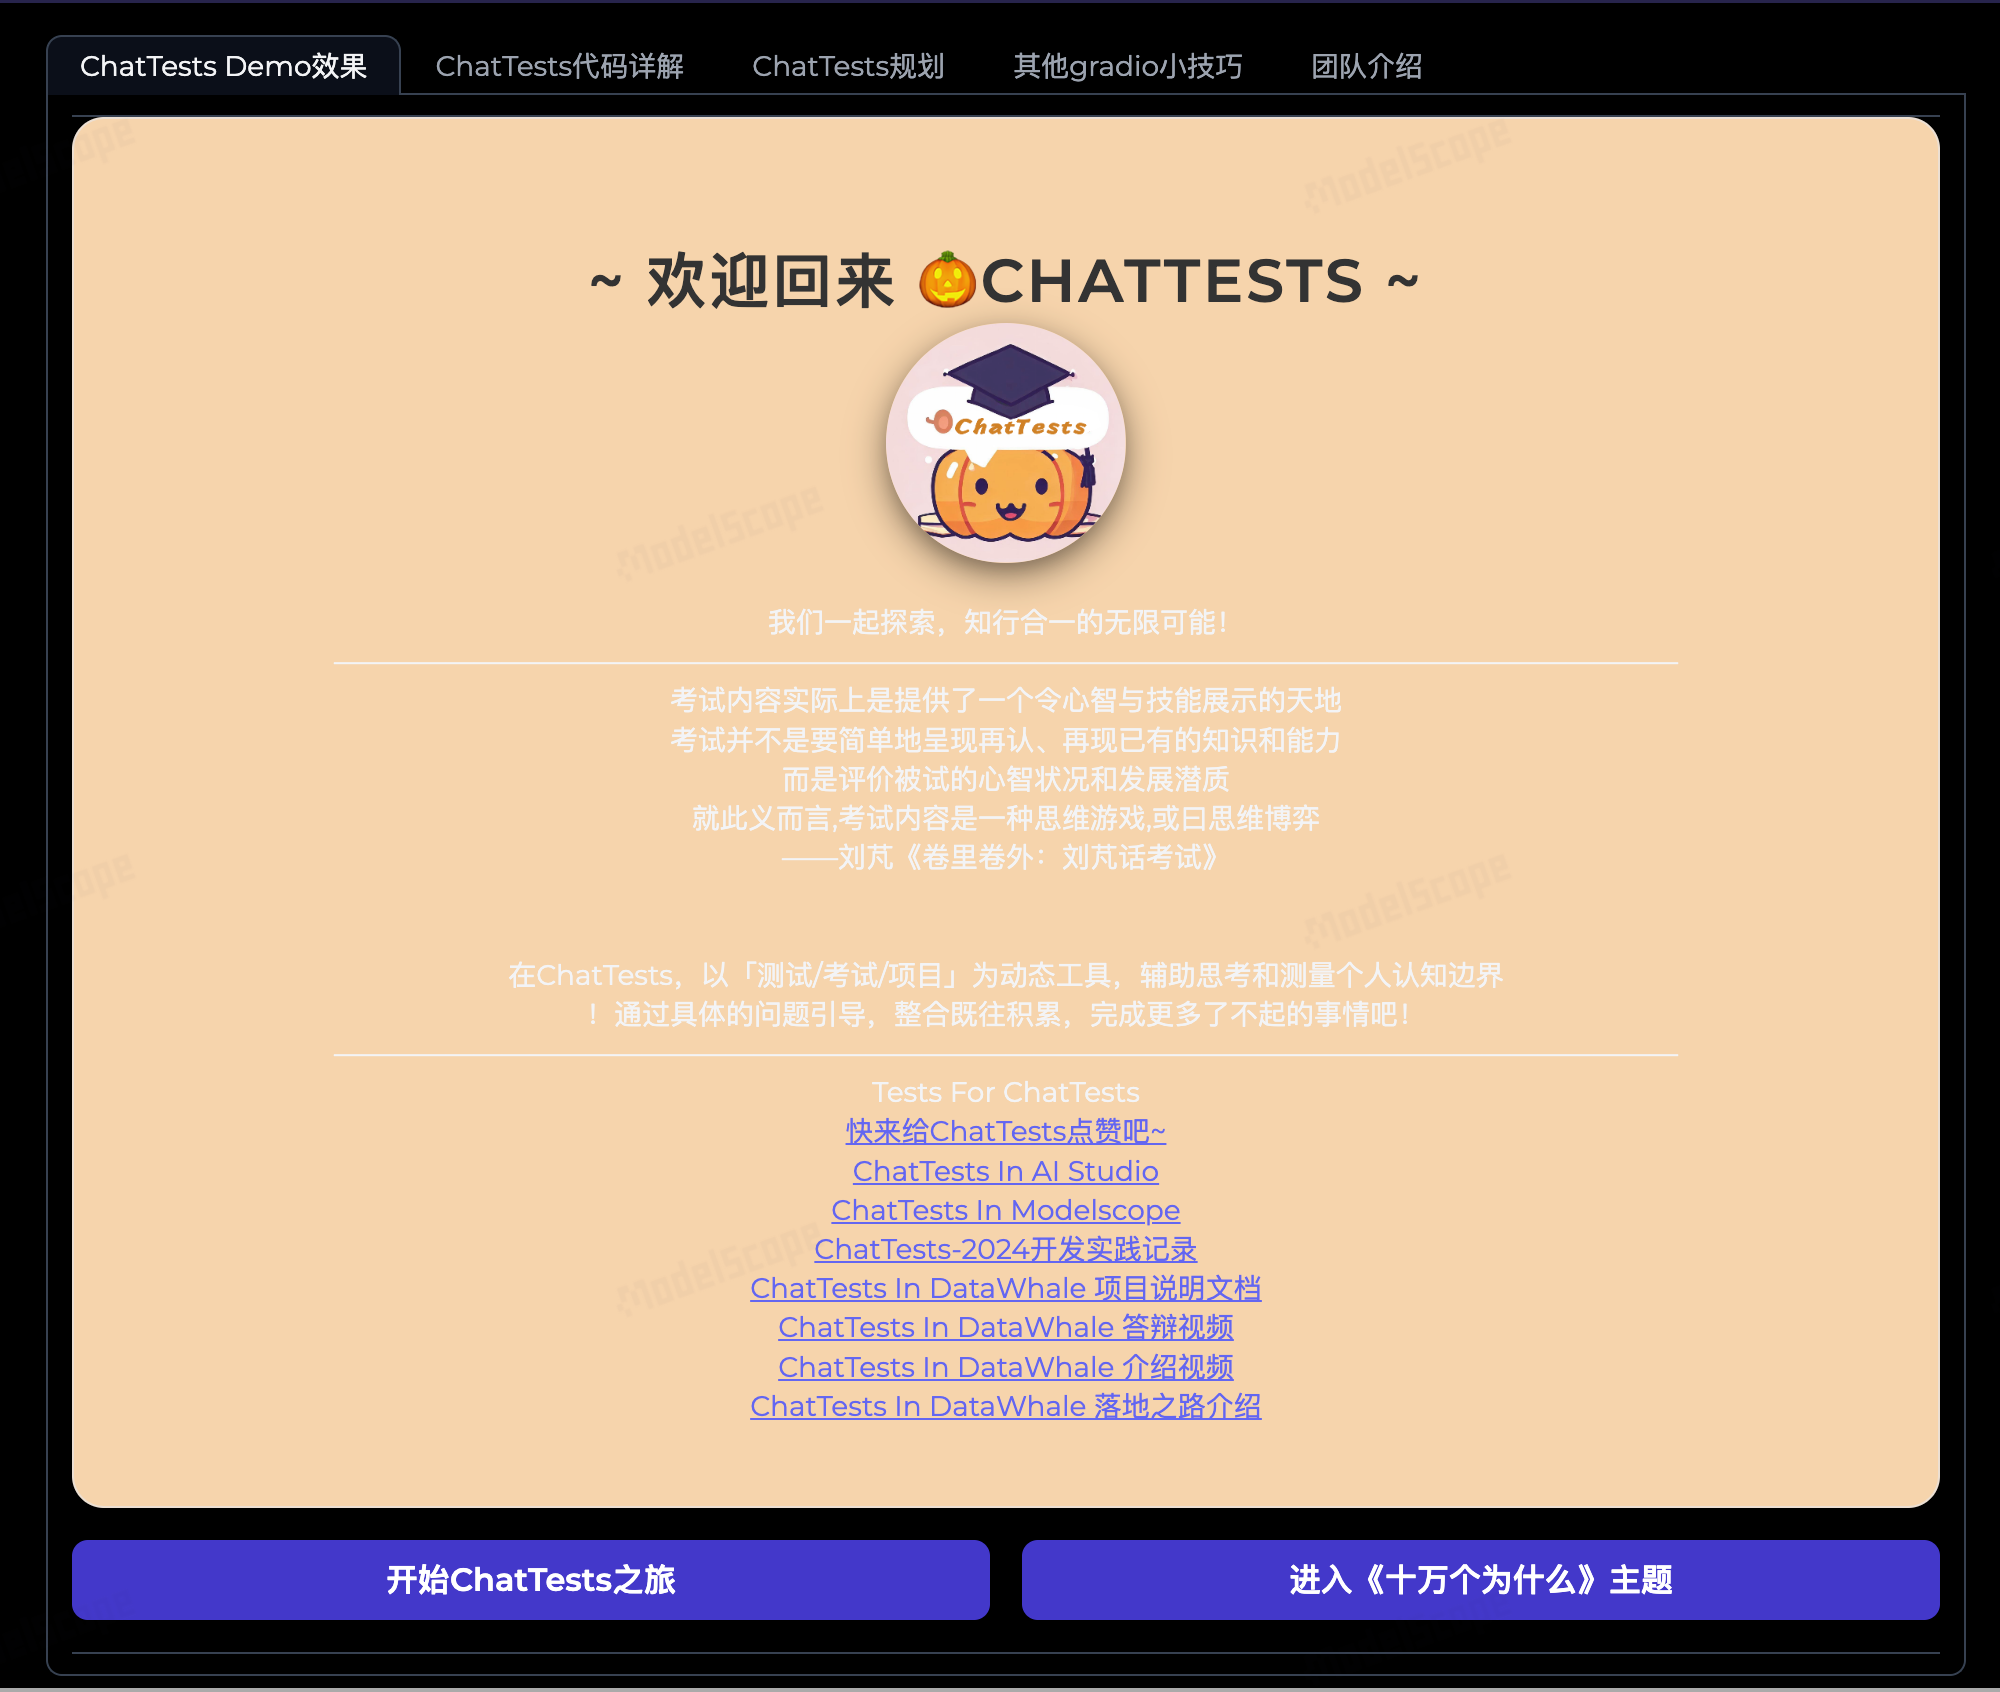 ChatTests Demo效果
ChatTests代码详解
ChatTests规划
其他gradio小技巧
团队介绍
~ 欢迎回来 🎃CHATTESTS ~
ChatTests
我们一起探索，知行合一的无限可能！
考试内容实际上是提供了一个令心智与技能展示的天地
考试并不是要简单地呈现再认、再现已有的知识和能力
而是评价被试的心智状况和发展潜质
就此义而言,考试内容是一种思维游戏,或曰思维博弈
——刘芃《卷里卷外：刘芃话考试》
在ChatTests，以「测试/考试/项目」为动态工具，辅助思考和测量个人认知边界
！通过具体的问题引导，整合既往积累，完成更多了不起的事情吧！
Tests For ChatTests
快来给ChatTests点赞吧~
ChatTests In AI Studio
ChatTests In Modelscope
ChatTests-2024开发实践记录
ChatTests In DataWhale 项目说明文档
ChatTests In DataWhale 答辩视频
ChatTests In DataWhale 介绍视频
ChatTests In DataWhale 落地之路介绍
开始ChatTests之旅
进入《十万个为什么》主题
ModelScope
ModelScope
ModelScope
ModelScope